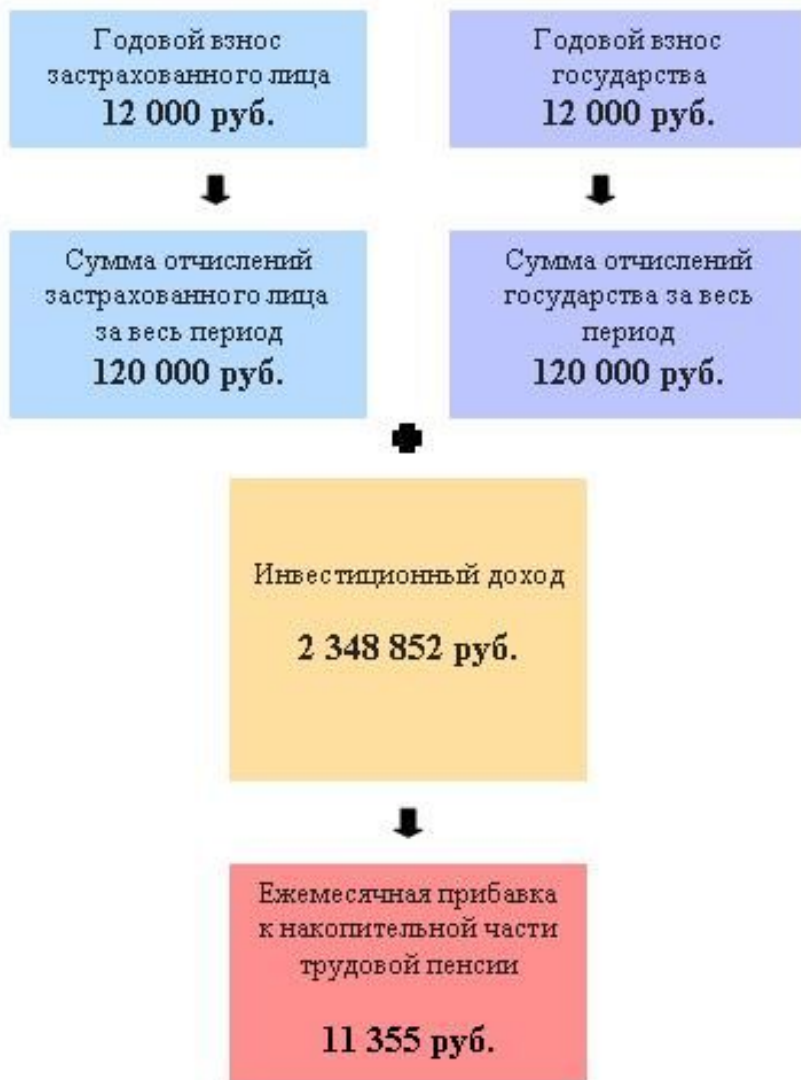 Годовой взнос
застрахованного лица
12 000 руб.
Годовой взнос
государства
12 000 руб.
Сумма отчислений
застрахованного лица
за весь период
120 000 руб.
Сумма отчислений
государства за весь
период
120 000 руб.
Инвестиционный доход
2 348 852 руб.
Ежемесячная прибавка
к накопительной части
трудовой пенсии
11 355 руб.